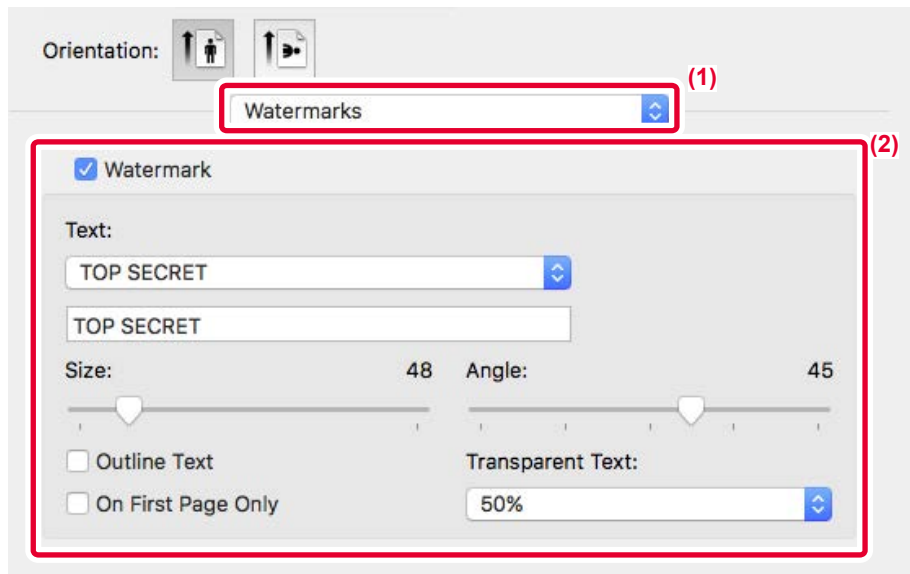 Orientation:
(1)
Watermarks
(2)
Watermark
Text:
TOP SECRET
TOP SECRET
Size: 48 Angle: 45
Outline Text Transparent Text:
On First Page Only 50%